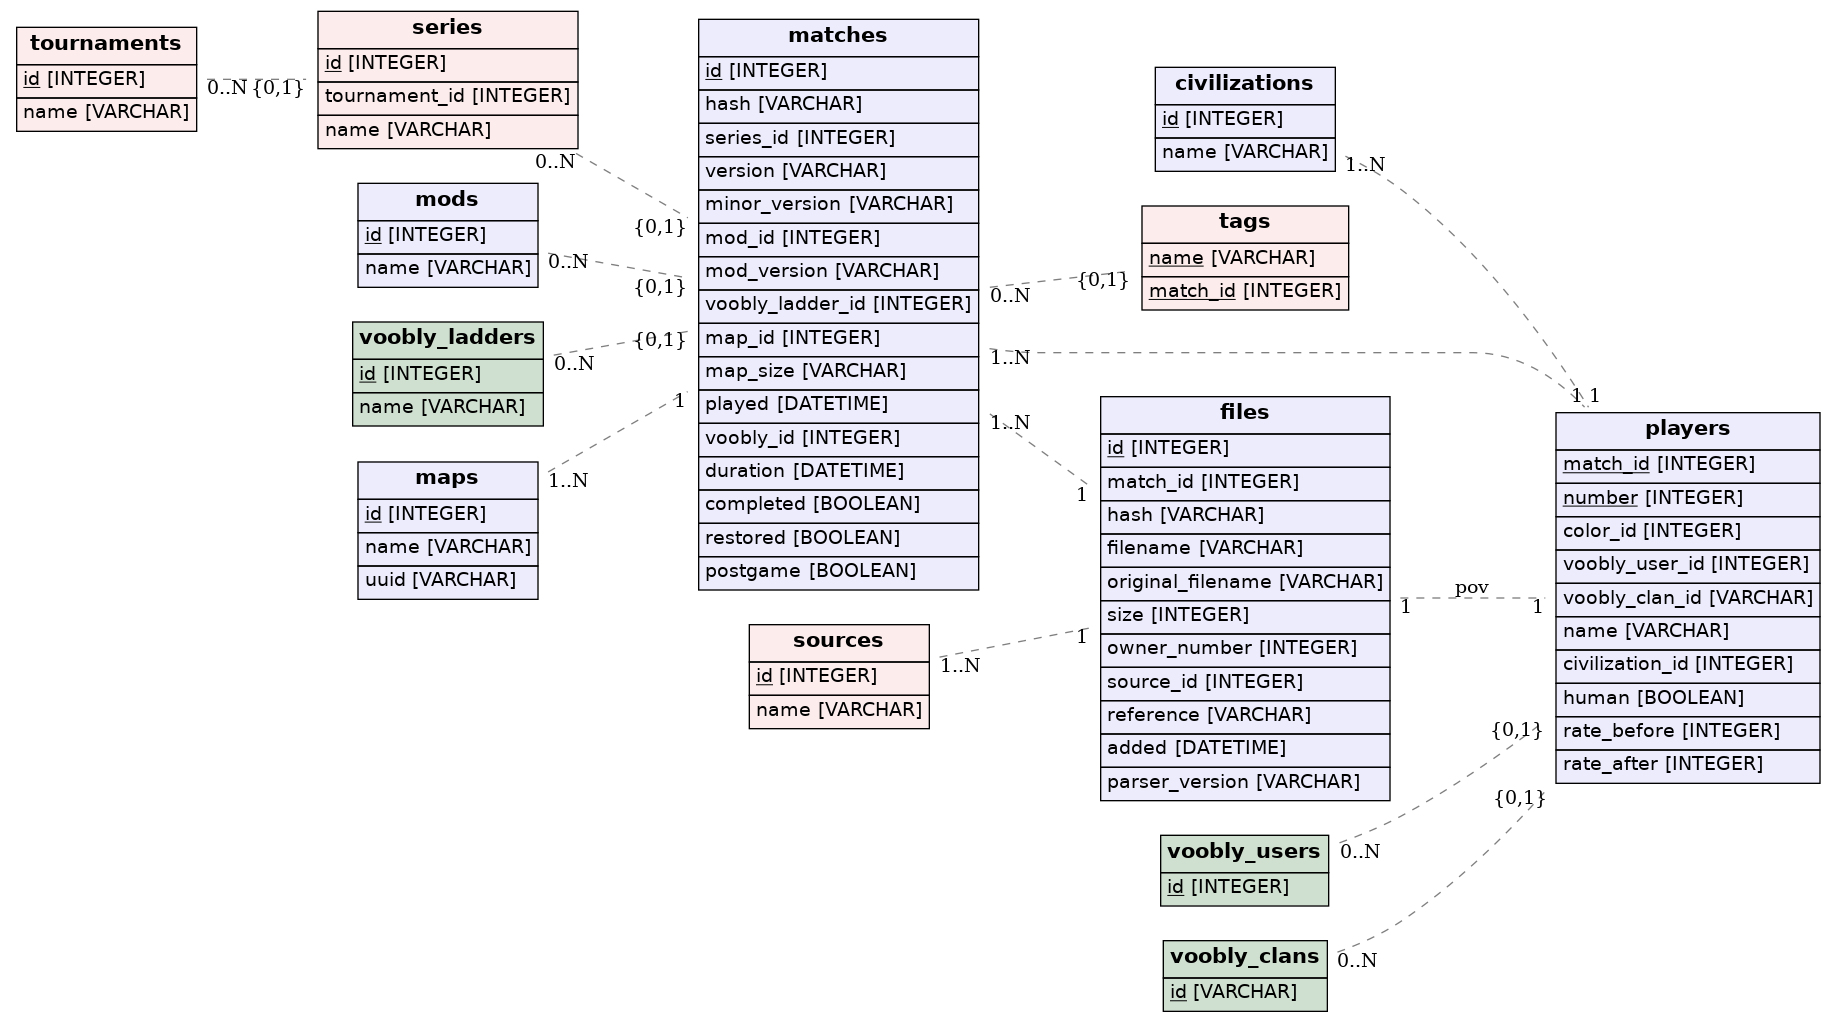 tournaments
id [INTEGER]
name [VARCHAR]
0..N
{0,1}
series
id [INTEGER]
tournament_id [INTEGER]
name [VARCHAR]
0..N
{0,1}
mods
id [INTEGER]
name [VARCHAR]
0..N
{0,1}
voobly_ladders
id [INTEGER]
name [VARCHAR]
0..N
{0,1}
maps
id [INTEGER]
name [VARCHAR]
uuid [VARCHAR]
1..N
1
matches
id [INTEGER]
hash [VARCHAR]
series_id [INTEGER]
version [VARCHAR]
minor_version [VARCHAR]
mod_id [INTEGER]
mod_version [VARCHAR]
voobly_ladder_id [INTEGER]
map_id [INTEGER]
map_size [VARCHAR]
played [DATETIME]
voobly_id [INTEGER]
duration [DATETIME]
completed [BOOLEAN]
restored [BOOLEAN]
postgame [BOOLEAN]
0..N
{0,1}
1..N
1
1..N
1
sources
id [INTEGER]
name [VARCHAR]
1..N
1
civilizations
id [INTEGER]
name [VARCHAR]
1..N
1
tags
name [VARCHAR]
match_id [INTEGER]
files
id [INTEGER]
match_id [INTEGER]
hash [VARCHAR]
filename [VARCHAR]
original_filename [VARCHAR]
size [INTEGER]
owner_number [INTEGER]
source_id [INTEGER]
reference [VARCHAR]
added [DATETIME]
parser_version [VARCHAR]
pov
1
1
players
match_id [INTEGER]
number [INTEGER]
color_id [INTEGER]
voobly_user_id [INTEGER]
voobly_clan_id [VARCHAR]
name [VARCHAR]
civilization_id [INTEGER]
human [BOOLEAN]
rate_before [INTEGER]
rate_after [INTEGER]
{0,1}
{0,1}
voobly_users
id [INTEGER]
0..N
voobly_clans
id [VARCHAR]
0..N